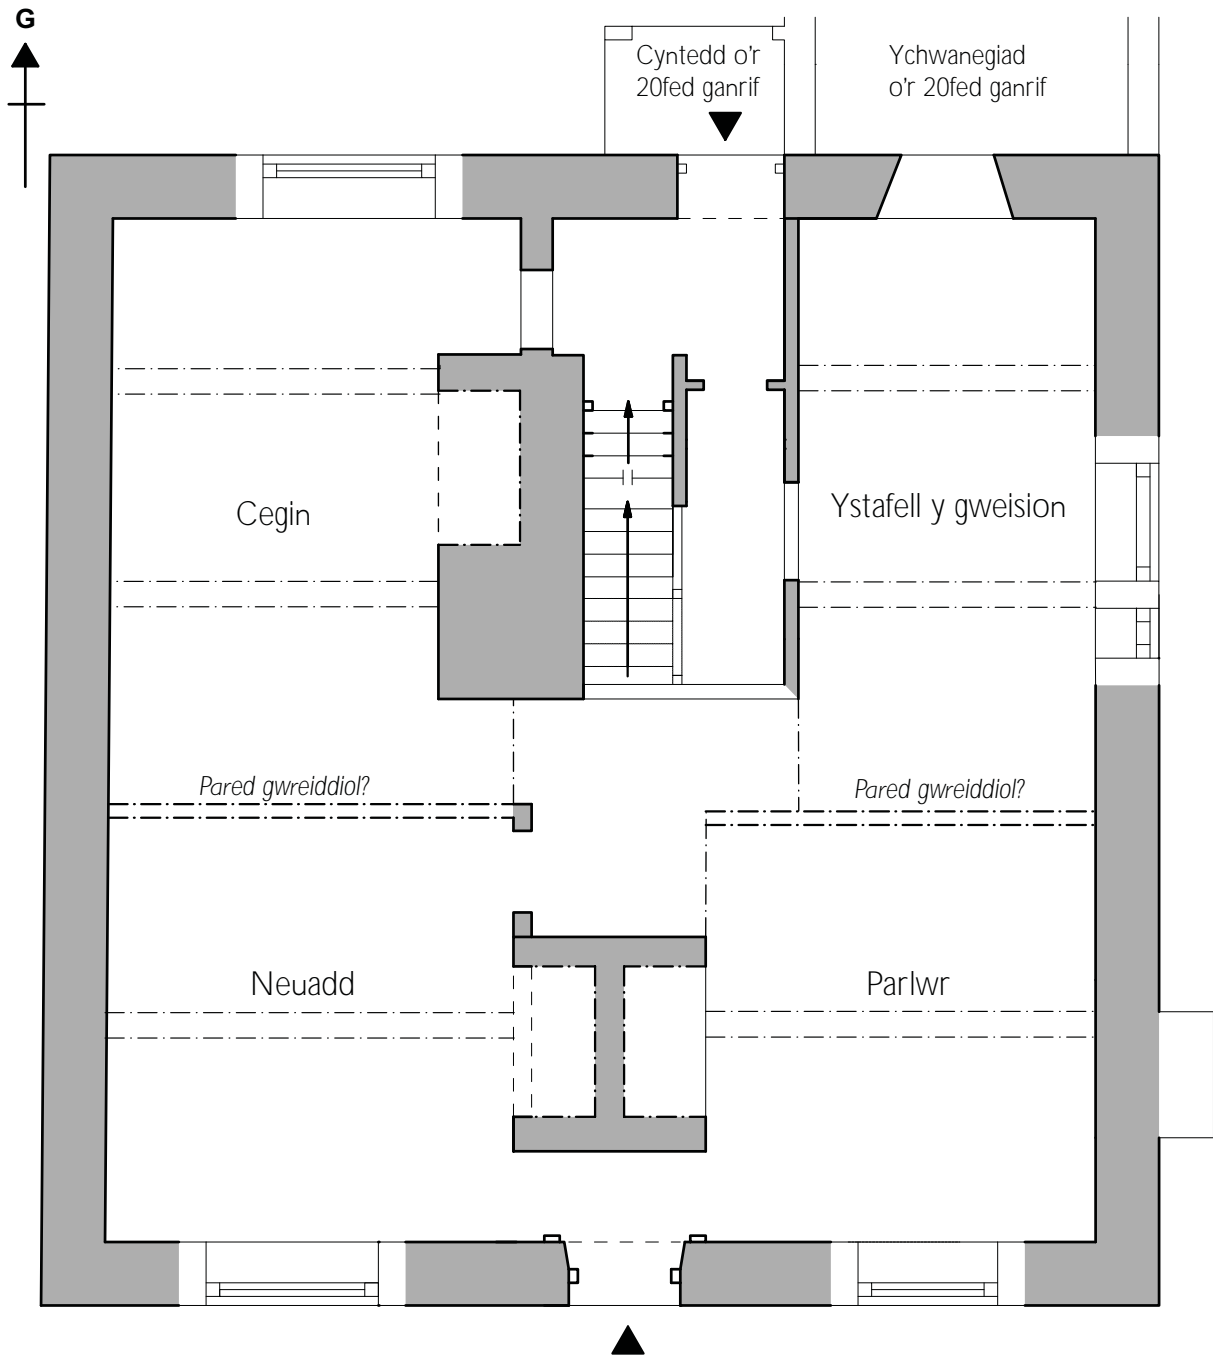 G
Cyntedd o'r
20fed ganrif
Ychwanegiad
o'r 20fed ganrif
Cegin
Ystafell y gweision
Pared gwreiddiol?
Pared gwreiddiol?
Neuadd
Parlwr